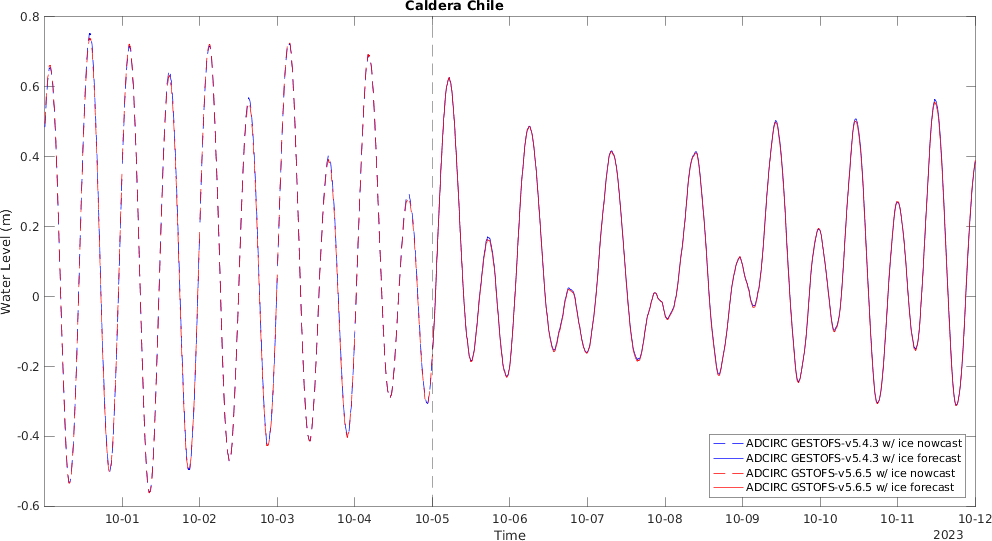 Caldera Chile
Water Level (m)
0.8
0.6
0.4
0.2
0
-0.2
-0.4
-0.6
ADCIRC GESTOFS-v5.4.3 w/ ice nowcast
ADCIRC GESTOFS-v5.4.3 w/ ice forecast
ADCIRC GSTOFS-v5.6.5 w/ ice nowcast
ADCIRC GSTOFS-v5.6.5 w/ ice forecast
10-01 10-02 10-03 10-04 10-05 10-06 10-07 10-08 10-09 10-10 10-11 10-12
Time
2023